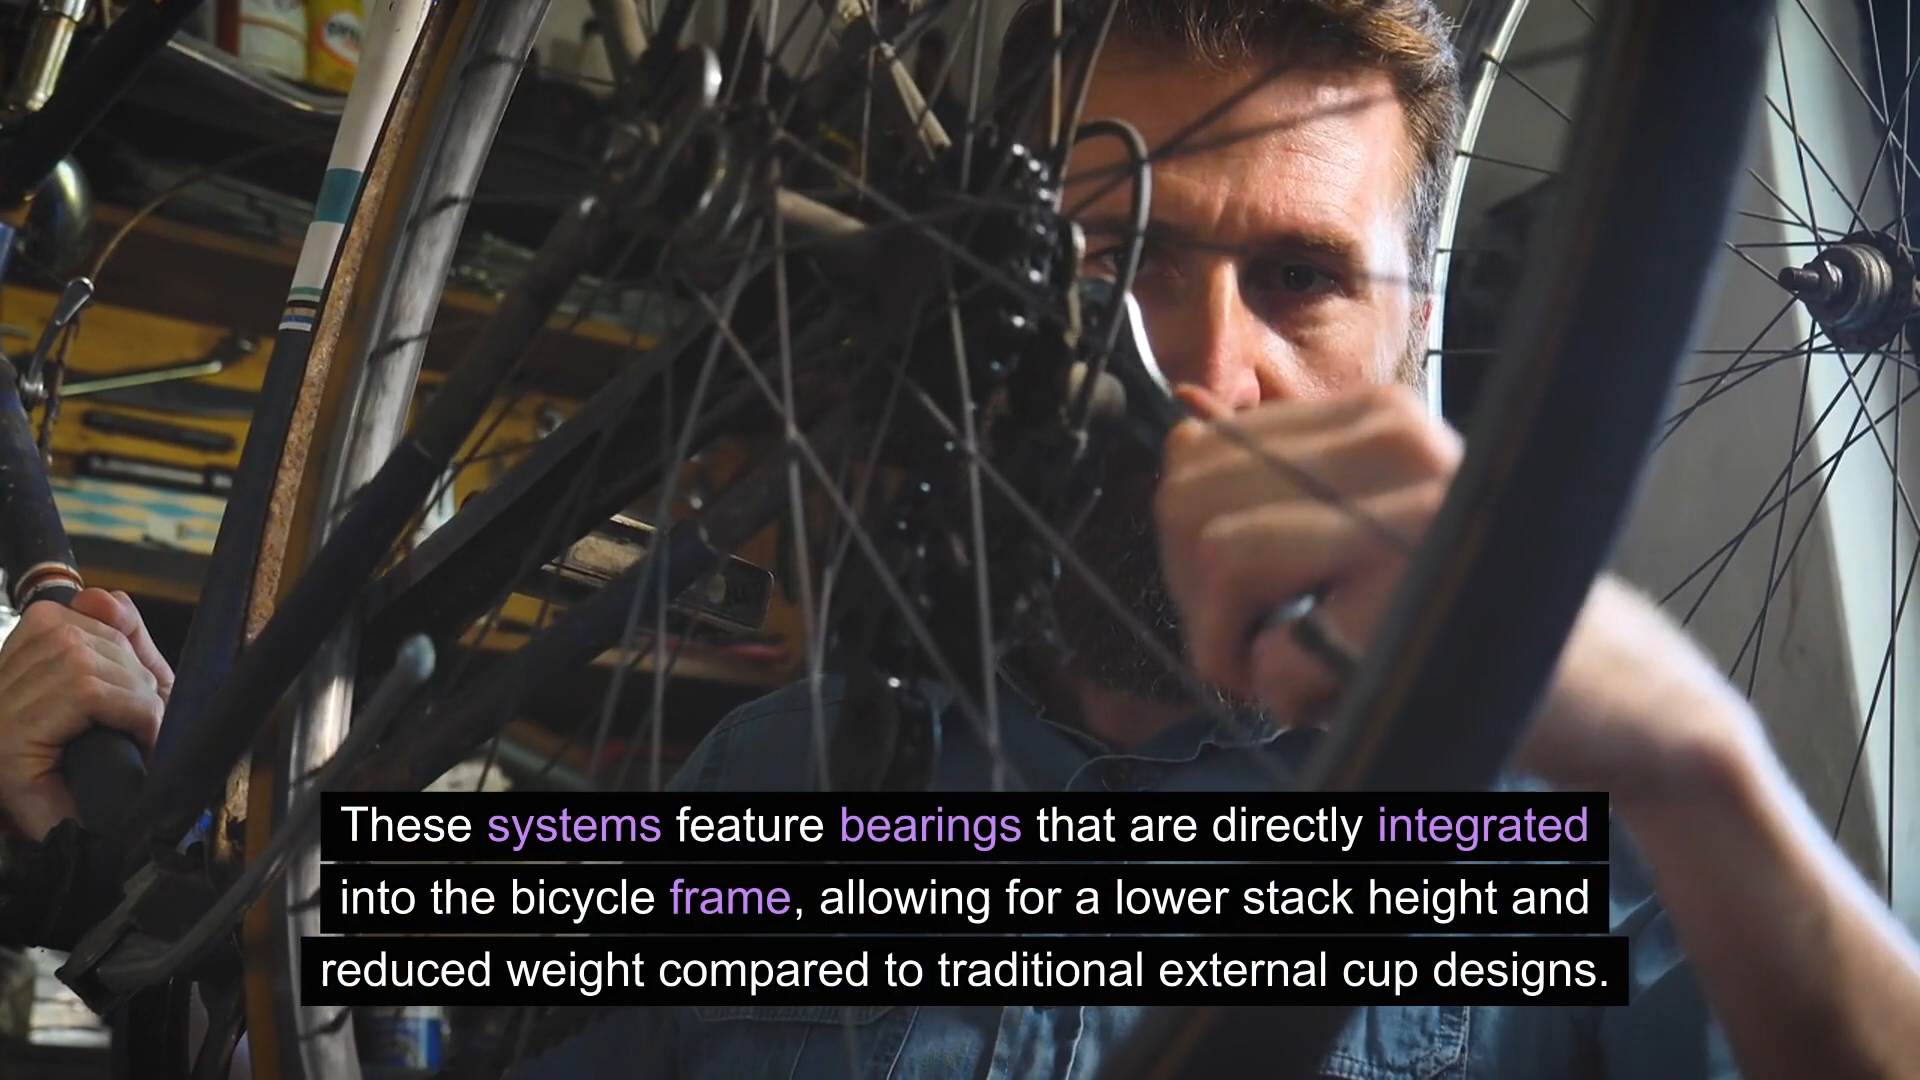 These systems feature bearings that are directly integrated
into the bicycle frame, allowing for a lower stack height and
reduced weight compared to traditional external cup designs.